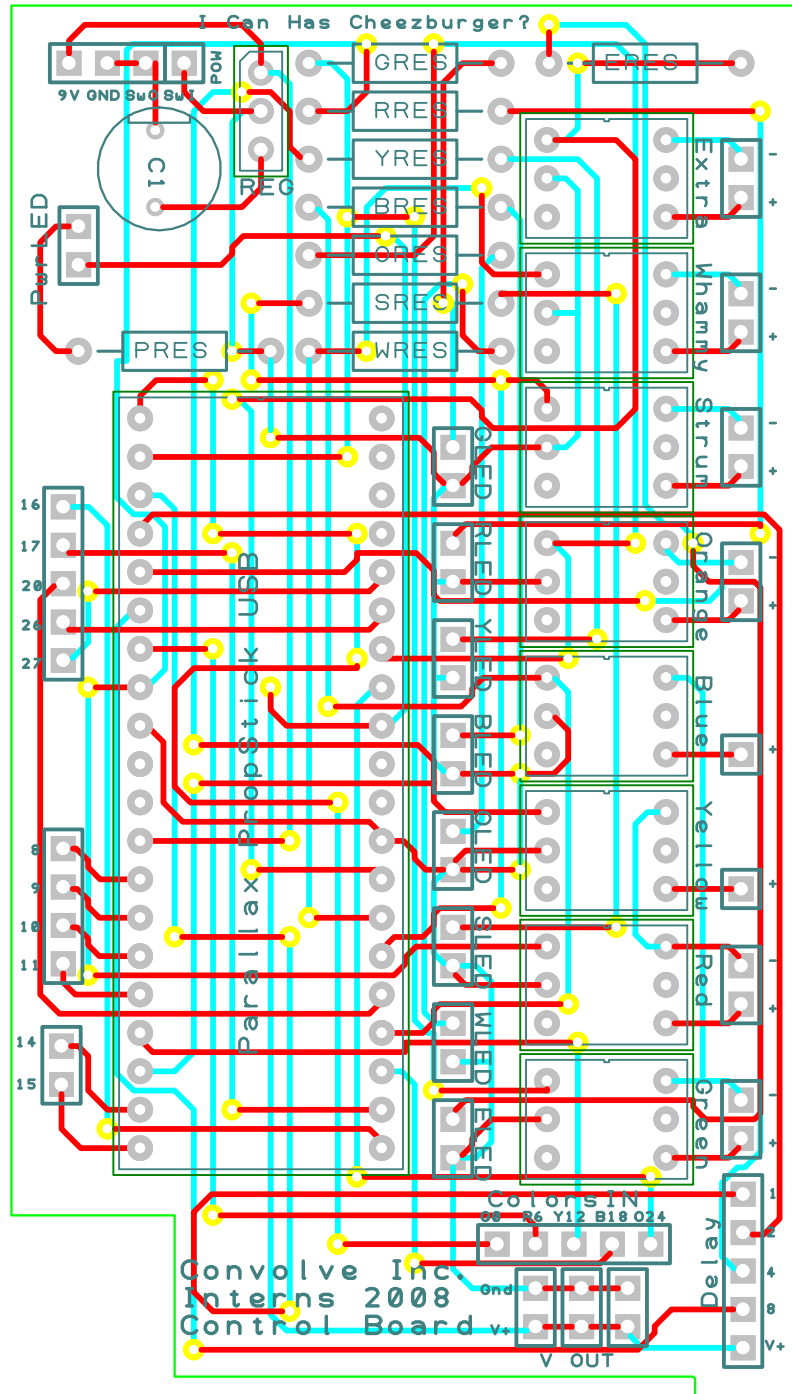 I Can Has Cheezburger?
9V GND SwO SwI
POW
GRES
ERES
RRES
YRES
BRES
ORES
SRES
WRES
PRES
C1
REG
PwrLED
Extra
-
+
Whammy
-
+
Strum
-
+
Orange
-
+
Blue
+
Yellow
+
Red
-
+
Green
-
+
GLED
RLED
YLED
BLED
OLED
SLED
WLED
ELED
Parallax PropStick USB
16
17
20
26
27
8
9
10
11
14
15
ColorsIN
G0 R6 Y12 B18 O24
Delay
1
2
4
8
V+
Gnd
V+
V OUT
Convolve Inc.
Interns 2008
Control Board